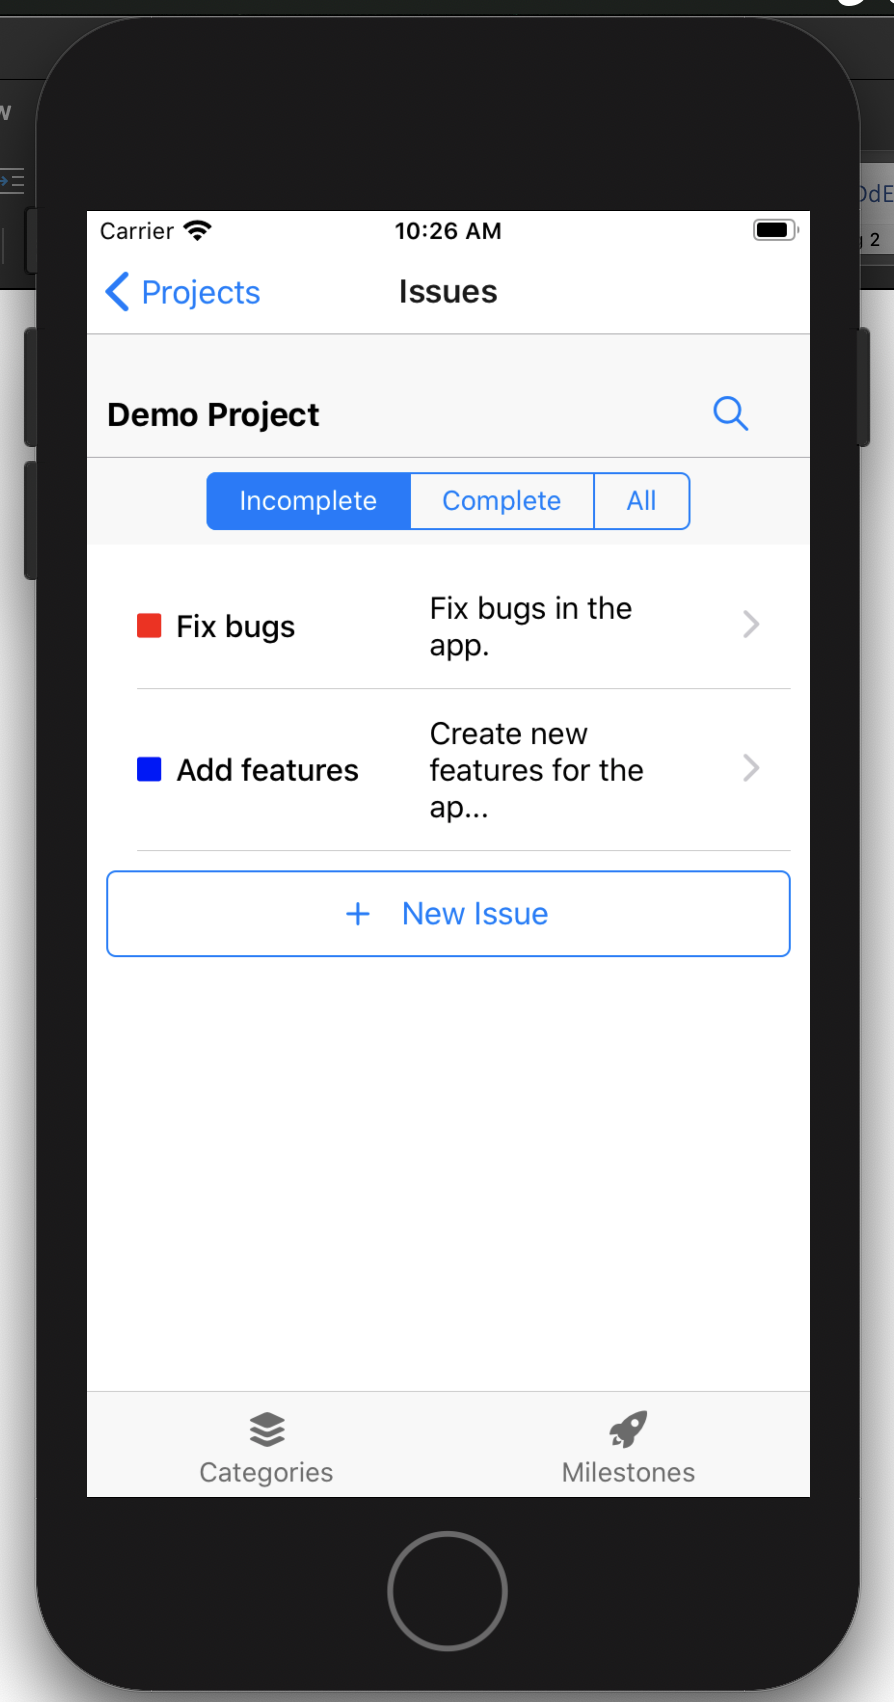 Carrier 10:26 AM
Projects Issues
Demo Project
Incomplete Complete All
Fix bugs
Fix bugs in the
app.
Add features
Create new
features for the
ap...
+ New Issue
Categories Milestones
2